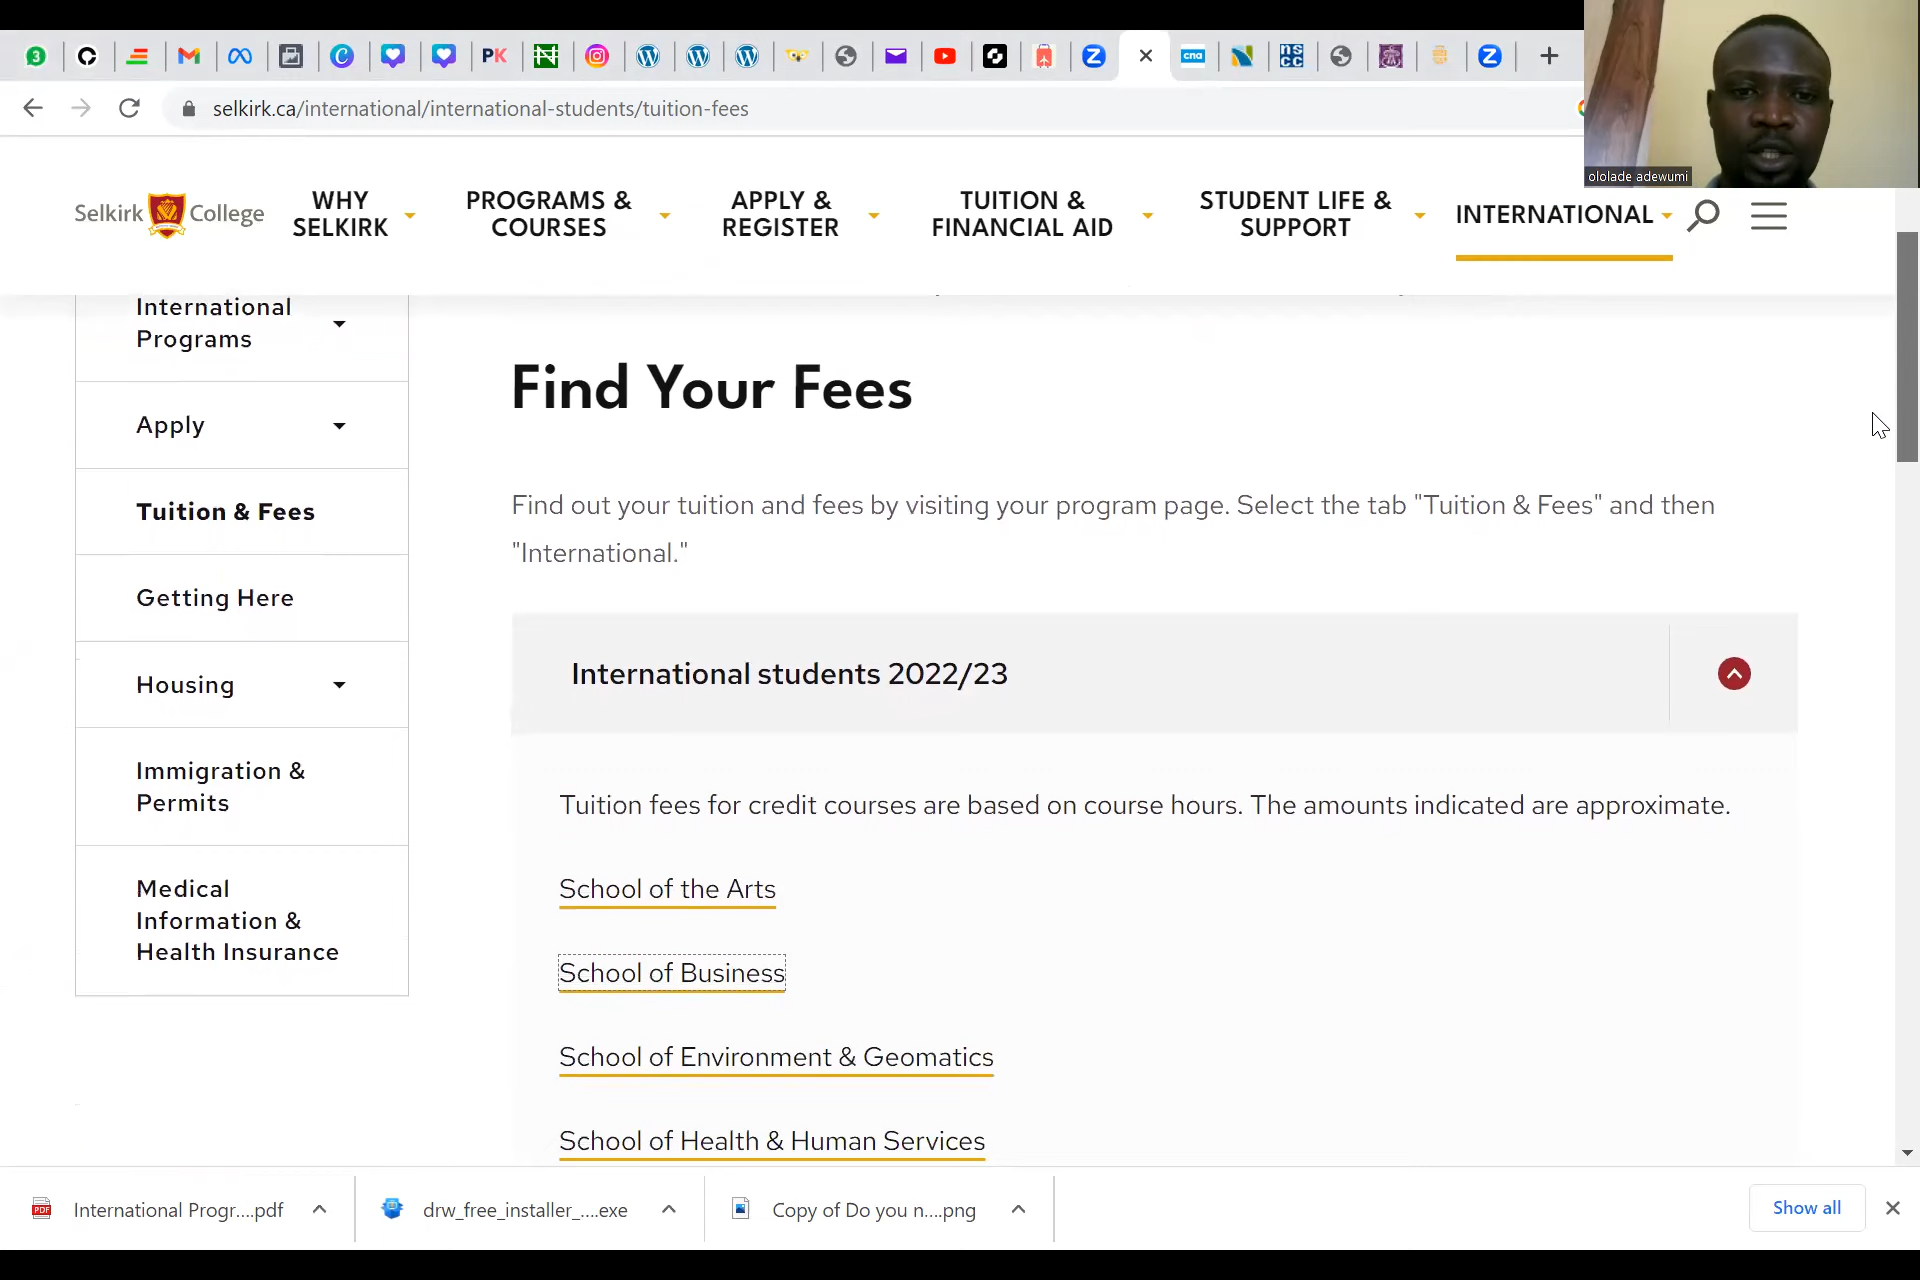 3
PK
cna
NS
CC
selkirk.ca/international/international-students/tuition-fees
ololade adewumi
Selkirk College
WHY SELKIRK
PROGRAMS & COURSES
APPLY & REGISTER
TUITION & FINANCIAL AID
STUDENT LIFE & SUPPORT
INTERNATIONAL
International
Programs
Apply
Tuition & Fees
Getting Here
Housing
Immigration &
Permits
Medical
Information &
Health Insurance
Find Your Fees
Find out your tuition and fees by visiting your program page. Select the tab "Tuition & Fees" and then
"International."
International students 2022/23
Tuition fees for credit courses are based on course hours. The amounts indicated are approximate.
School of the Arts
School of Business
School of Environment & Geomatics
School of Health & Human Services
PDF
International Progr....pdf
drw_free_installer_....exe
Copy of Do you n....png
Show all